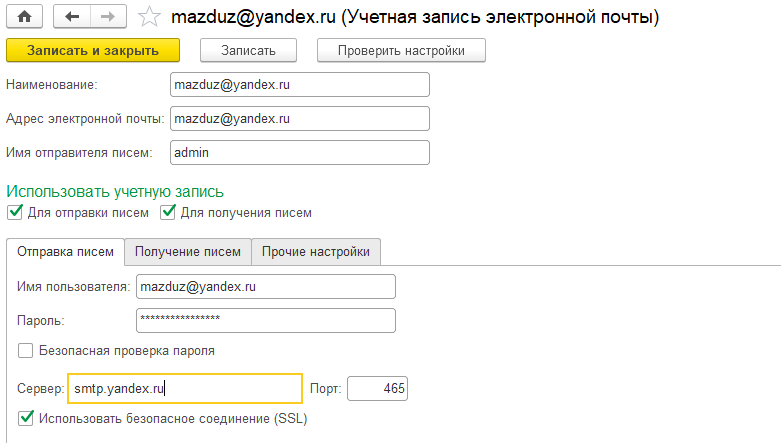 mazduz@yandex.ru (Учетная запись электронной почты)
Записать и закрыть Записать Проверить настройки
Наименование: mazduz@yandex.ru
Адрес электронной почты: mazduz@yandex.ru
Имя отправителя писем: admin
Использовать учетную запись
Для отправки писем Для получения писем
Отправка писем Получение писем Прочие настройки
Имя пользователя: mazduz@yandex.ru
Пароль: ****************
Безопасная проверка пароля
Сервер: smtp.yandex.ru Порт: 465
Использовать безопасное соединение (SSL)